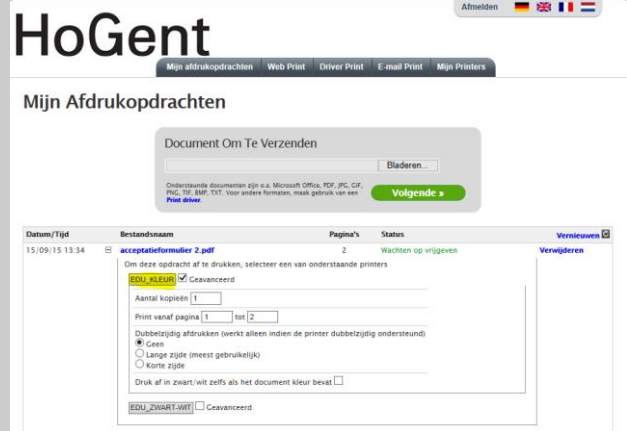 Afmelden
HoGent
Mijn afdrukopdrachten Web Print Driver Print E-mail Print Mijn Printers
Mijn Afdrukopdrachten
Document Om Te Verzenden
Bladeren...
Ondersteunde documenten zijn o.a. Microsoft Office, PDF, JPG, GIF,
PNG, TIF, BMP, TXT. Voor andere formaten, maak gebruik van een
Print driver.
Volgende »
Datum/Tijd Bestandsnaam Pagina's Status Vernieuwen
15/09/15 13:34 acceptatieformulier 2.pdf 2 Wachten op vrijgeven Verwijderen
Om deze opdracht af te drukken, selecteer een van onderstaande printers
EDU_KLEUR Geavanceerd
Aantal kopieën 1
Print vanaf pagina 1 tot 2
Dubbelzijdig afdrukken (werkt alleen indien de printer dubbelzijdig ondersteund)
Geen
Lange zijde (meest gebruikelijk)
Korte zijde
Druk af in zwart/wit zelfs als het document kleur bevat
EDU_ZWART-WIT Geavanceerd